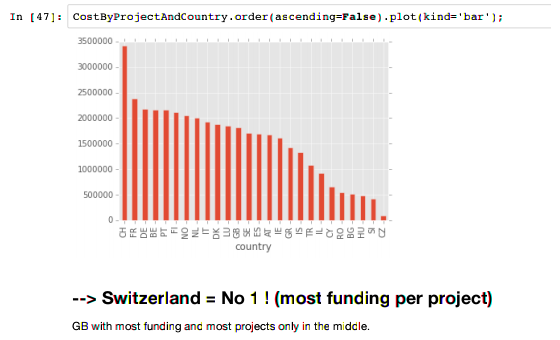 In [47]: CostByProjectAndCountry.order(ascending=False).plot(kind='bar');
3500000
3000000
2500000
2000000
1500000
1000000
500000
0
CH FR DE BE PT FI NO NL IT DK LU GB SE ES AT IE GR IS TR IL CY RO BG HU SI CZ
country
--> Switzerland = No 1 ! (most funding per project)
GB with most funding and most projects only in the middle.